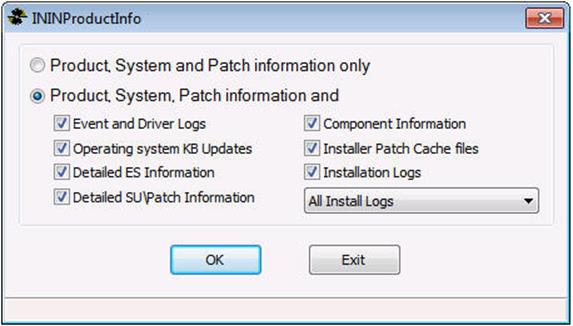 ININProductInfo
Product, System and Patch information only
Product, System, Patch information and
Event and Driver Logs
Component Information
Operating system KB Updates
Installer Patch Cache files
Detailed ES Information
Installation Logs
Detailed SU\Patch Information
All Install Logs
OK
Exit